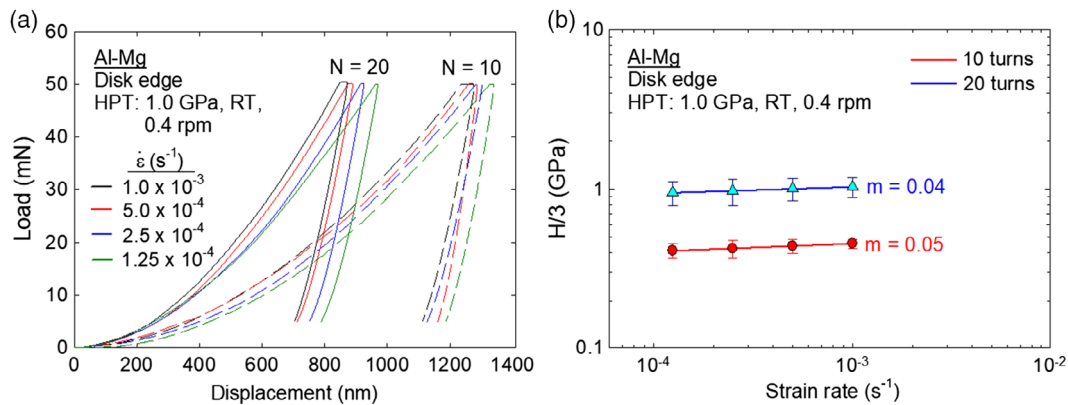 (a)
60
50
40
30
20
10
0
Load (mN)
Al-Mg
Disk edge
HPT: 1.0 GPa, RT,
0.4 rpm
ε̇ (s⁻¹)
1.0 x 10⁻³
5.0 x 10⁻⁴
2.5 x 10⁻⁴
1.25 x 10⁻⁴
N = 20
N = 10
0 200 400 600 800 1000 1200 1400
Displacement (nm)
(b)
10
1
0.1
H/3 (GPa)
Al-Mg
Disk edge
HPT: 1.0 GPa, RT, 0.4 rpm
10 turns
20 turns
m = 0.04
m = 0.05
10⁻⁴ 10⁻³ 10⁻²
Strain rate (s⁻¹)